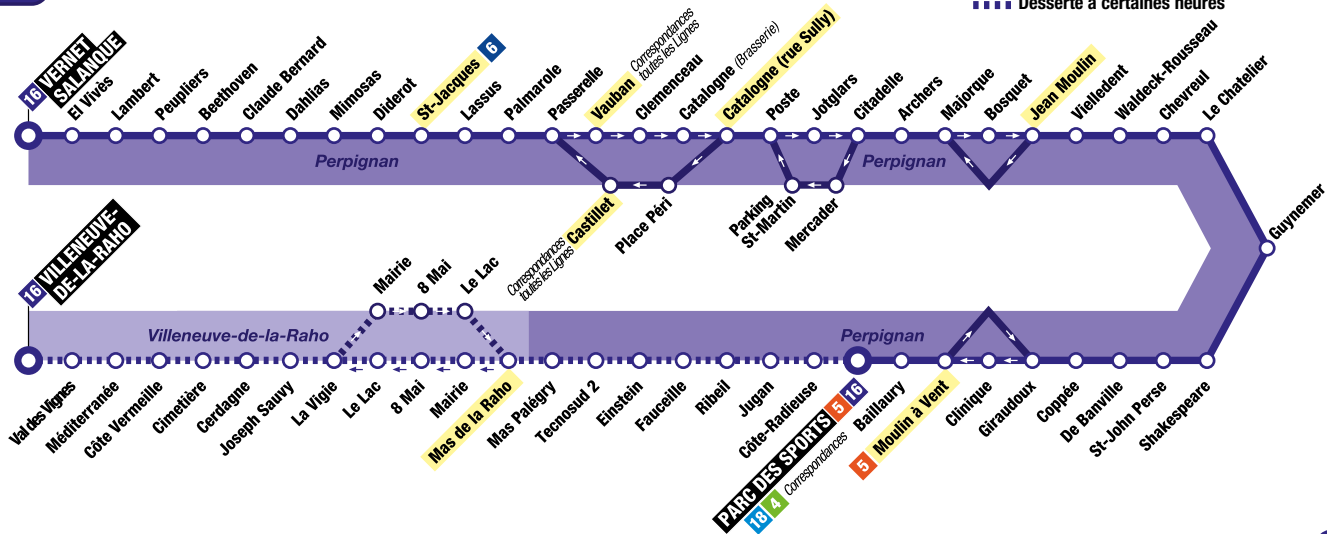 Desserte à certaines heures
16 VERNET
SALANQUE
El Vivès
Lambert
Peupliers
Beethoven
Claude Bernard
Dahlias
Mimosas
Diderot
St-Jacques 6
Lassus
Palmarole
Passerelle
Vauban Correspondances
toutes les Lignes
Clemenceau
Catalogne (Brasserie)
Catalogne (rue Sully)
Poste
Jotglars
Citadelle
Archers
Majorque
Bosquet
Jean Moulin
Vielledent
Waldeck-Rousseau
Chevreul
Le Chatelier
Perpignan
Perpignan
Correspondances
toutes les Lignes Castillet
Place Péri
Parking
St-Martin
Mercader
Guynemer
16 VILLENEUVE-
DE-LA-RAHO
Mairie
8 Mai
Le Lac
Villeneuve-de-la-Raho
Perpignan
Val des Vignes
Méditerranée
Côte Vermeille
Cimetière
Cerdagne
Joseph Sauvy
La Vigie
Le Lac
8 Mai
Mairie
Mas de la Raho
Mas Palégry
Tecnosud 2
Einstein
Fauceille
Ribeil
Jugan
Côte-Radieuse
PARC DES SPORTS 5 16
18 4 Correspondances
Baillaury
5 Moulin à Vent
Clinique
Giraudoux
Coppée
De Banville
St-John Perse
Shakespeare